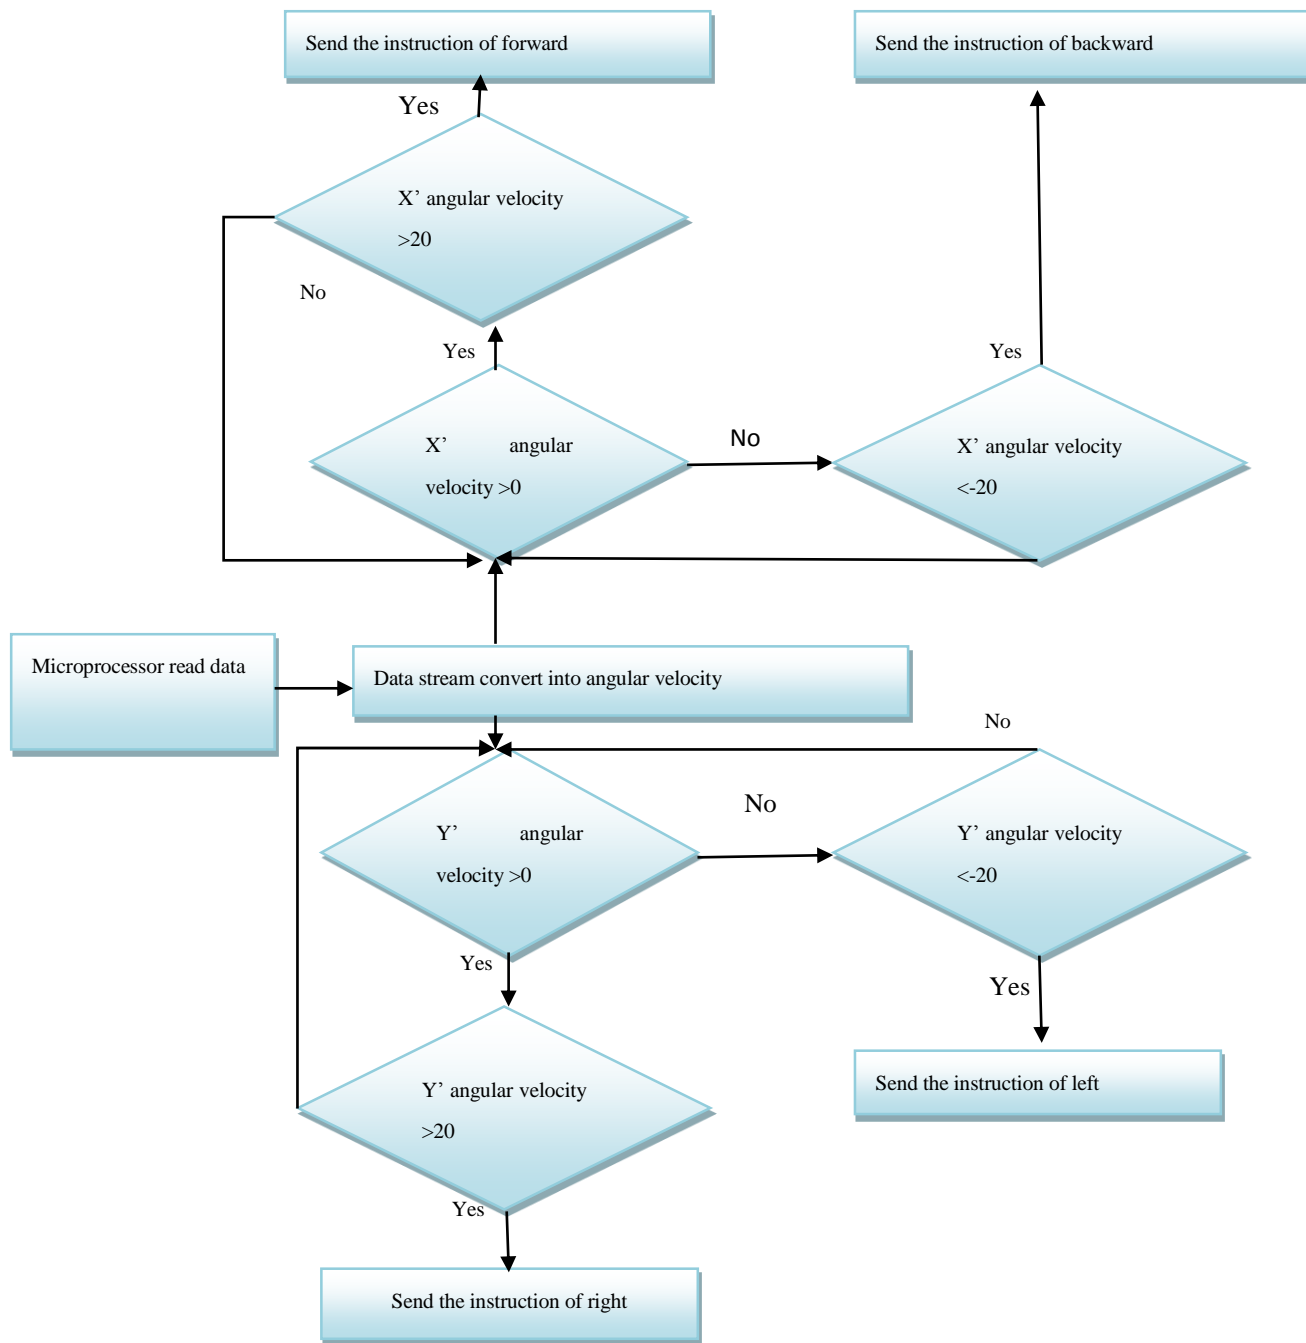 Send the instruction of forward
Send the instruction of backward
Yes
X’ angular velocity
>20
No
Yes
Yes
X’ angular
velocity >0
No
X’ angular velocity
<-20
Microprocessor read data
Data stream convert into angular velocity
No
Y’ angular
velocity >0
No
Y’ angular velocity
<-20
Yes
Yes
Send the instruction of left
Y’ angular velocity
>20
Yes
Send the instruction of right